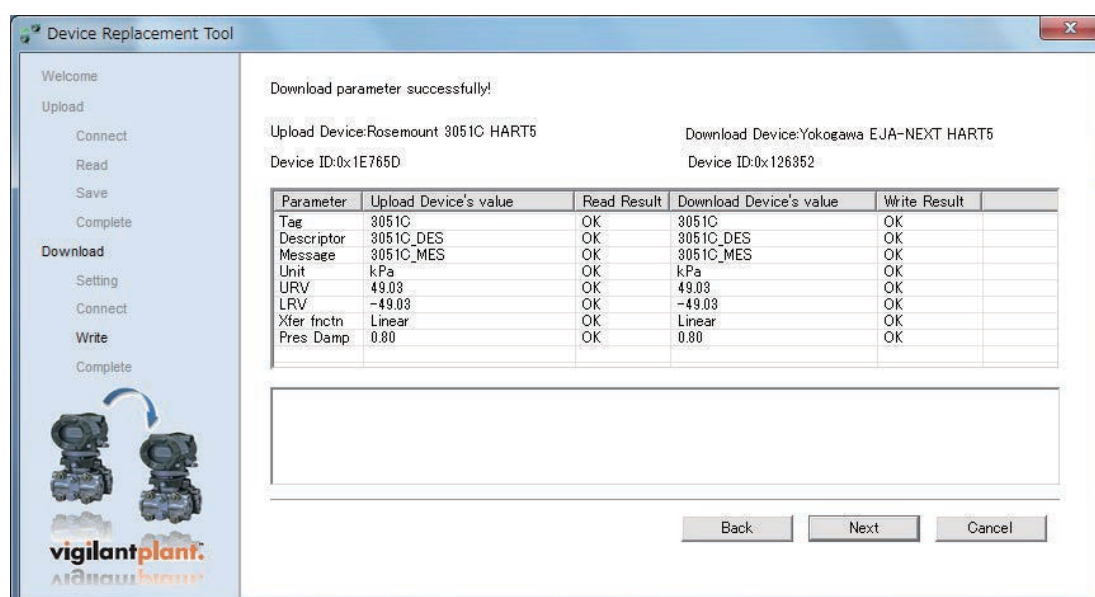 Device Replacement Tool
x
Welcome
Upload
Connect
Read
Save
Complete
Download
Setting
Connect
Write
Complete
vigilantplant.
Download parameter successfully!
Upload Device:Rosemount 3051C HART5 Download Device:Yokogawa EJA-NEXT HART5
Device ID:0x1E765D Device ID:0x126352
Parameter Upload Device's value Read Result Download Device's value Write Result
Tag 3051C OK 3051C OK
Descriptor 3051C_DES OK 3051C_DES OK
Message 3051C_MES OK 3051C_MES OK
Unit kPa OK kPa OK
URV 49.03 OK 49.03 OK
LRV -49.03 OK -49.03 OK
Xfer fnctn Linear OK Linear OK
Pres Damp 0.80 OK 0.80 OK
Back Next Cancel